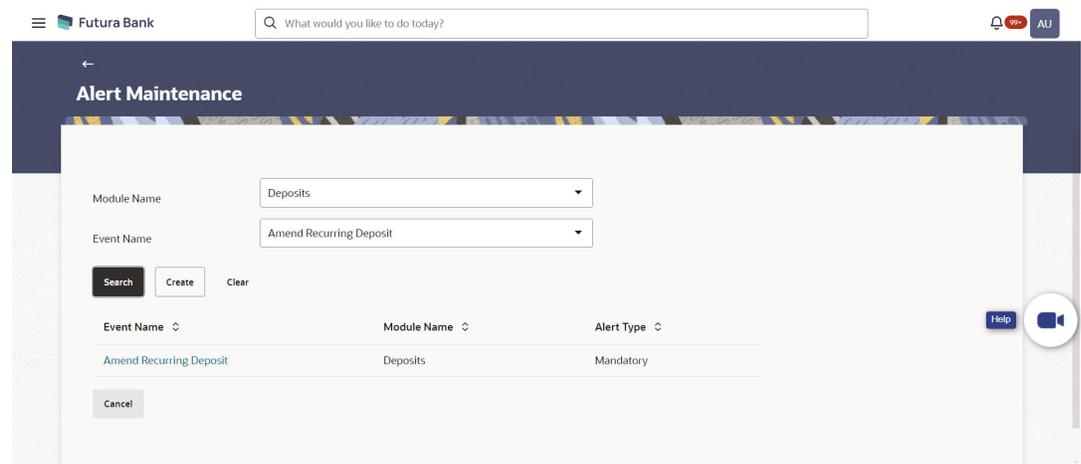 Futura Bank
What would you like to do today?
99+
AU
Alert Maintenance
Module Name
Deposits
Event Name
Amend Recurring Deposit
Search Create Clear
Help
Event Name Module Name Alert Type
Amend Recurring Deposit Deposits Mandatory
Cancel